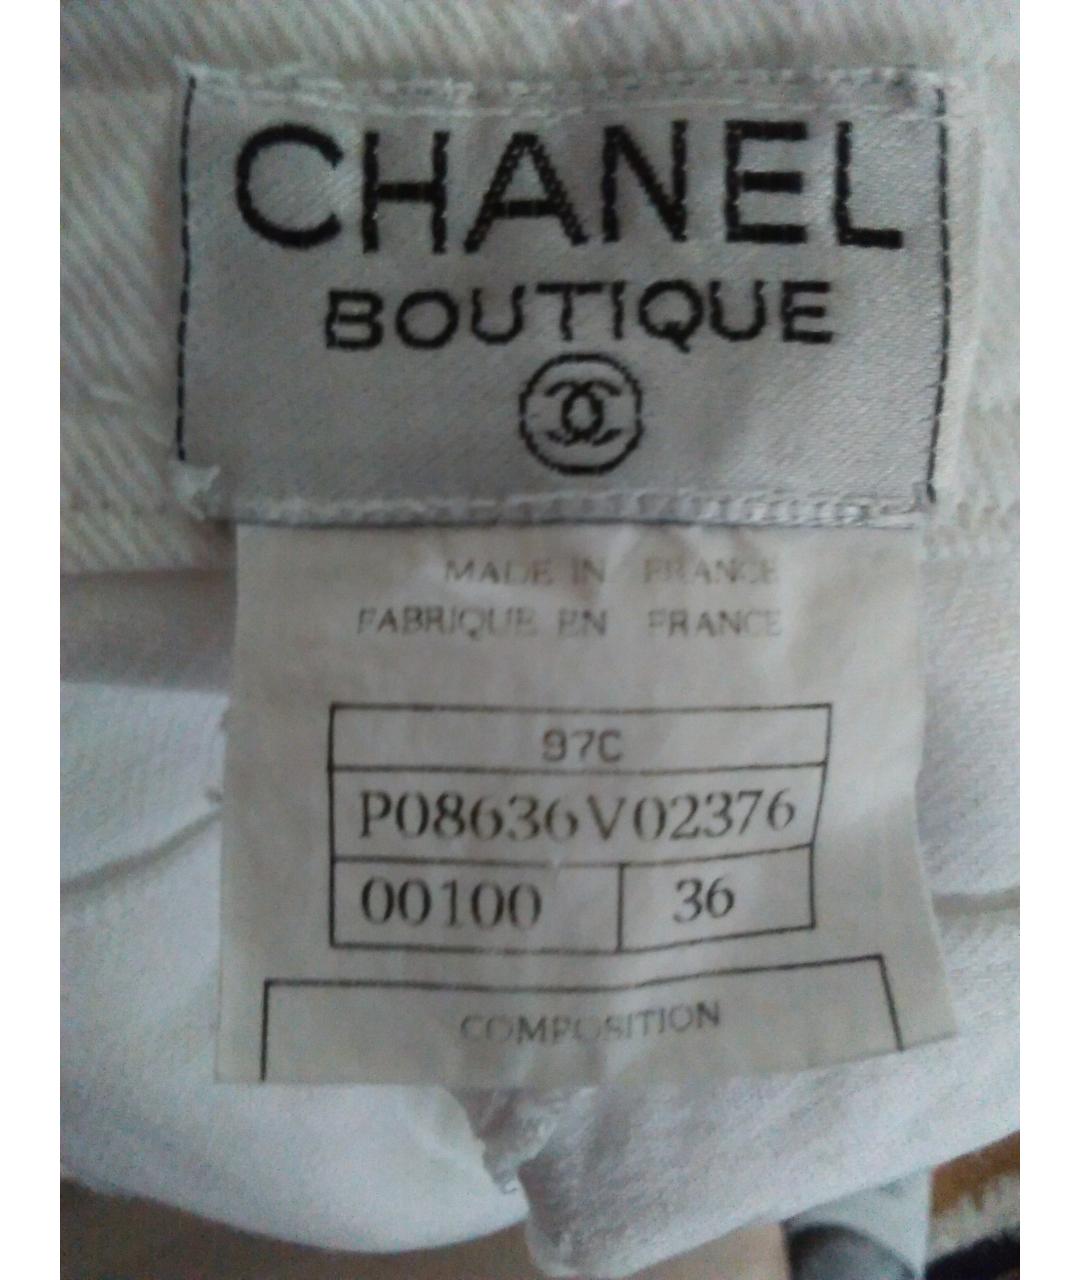 CHANEL
BOUTIQUE
MADE IN FRANCE
FABRIQUE EN FRANCE
97C
P08636V02376
00100 36
COMPOSITION